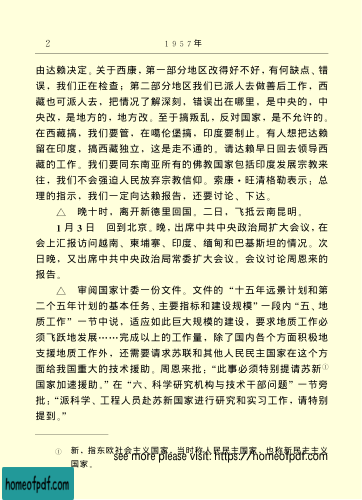 2
1957年
由达赖决定。关于西康，第一部分地区改得好不好，有何缺点、错
误，我们正在检查；第二部分地区我们已派人去做善后工作，西
藏也可派人去，把情况了解深刻，错误出在哪里，是中央的，中
央改，是地方的，地方改。至于搞叛乱，反对国家，是不允许的。
在西藏搞，我们要管，在噶伦堡搞，印度要制止。有人想把达赖
留在印度，搞西藏独立，这是走不通的。请达赖早日回去领导西
藏的工作。我们要同东南亚所有的佛教国家包括印度发展宗教来
往，我们不会强迫人民放弃宗教信仰。索康·旺清格勒表示：总
理的指示，我们一定向达赖报告，还要讨论、下达。
△　晚十时，离开新德里回国。二日，飞抵云南昆明。
1月3日　回到北京。晚，出席中共中央政治局扩大会议，在
会上汇报访问越南、柬埔寨、印度、缅甸和巴基斯坦的情况。次
日晚，又出席中共中央政治局常委扩大会议。会议讨论周恩来的
报告。
△　审阅国家计委一份文件。文件的“十五年远景计划和第
二个五年计划的基本任务、主要指标和建设规模”一段内“五、地
质工作”一节中说，适应如此巨大规模的建设，要求地质工作必
须飞跃地发展……完成以上的工作量，除了国内各个方面积极地
支援地质工作外，还需要请求苏联和其他人民民主国家在这个方
面给我国重大的技术援助。周恩来批：“此事必须特别提请苏新①
国家加速援助。”在“六、科学研究机构与技术干部问题”一节旁
批：“派科学、工程人员赴苏新国家进行研究和实习工作，请特别
提到。”
①　新，指东欧社会主义国家，当时称人民民主国家，也称新民主主义
国家。
see more please visit: https://homeofpdf.com
homeofpdf.com